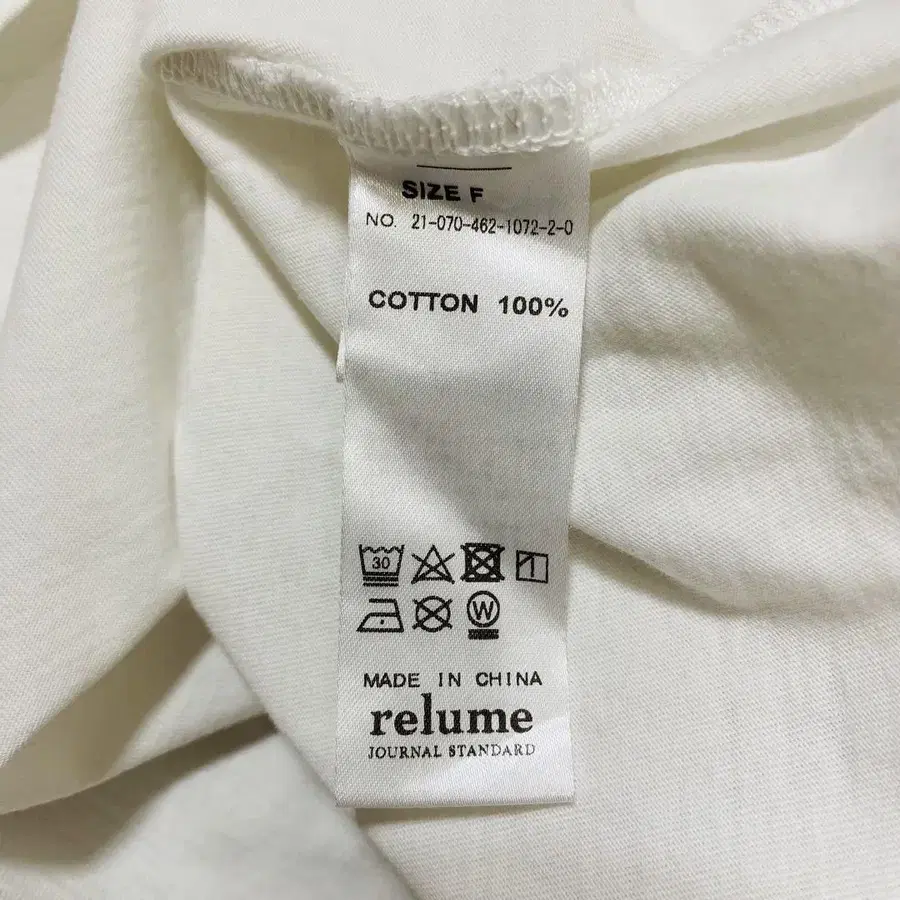 SIZE F
NO. 21-070-462-1072-2-0
COTTON 100%
30
W
MADE IN CHINA
relume
JOURNAL STANDARD